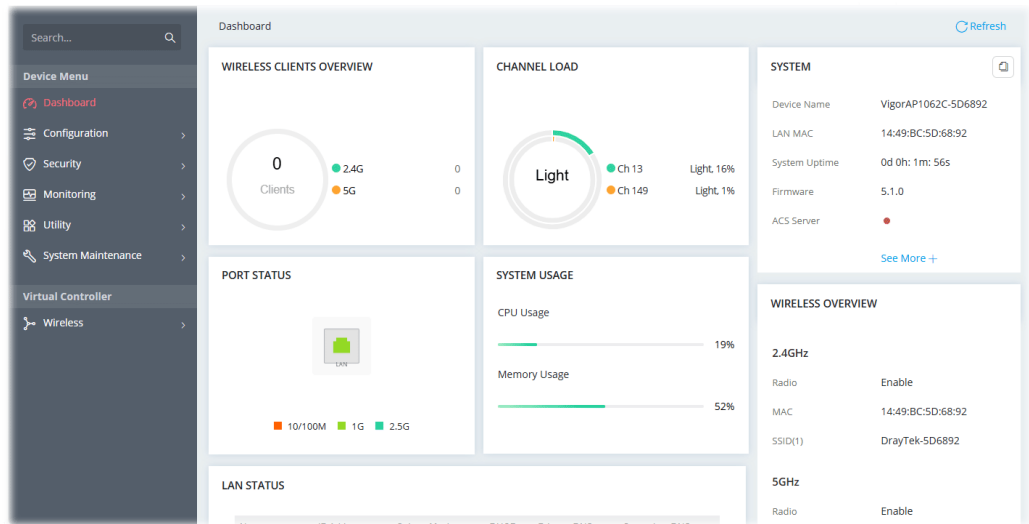 Search...
Device Menu
Dashboard
Configuration
Security
Monitoring
Utility
System Maintenance
Virtual Controller
Wireless
Dashboard
Refresh
WIRELESS CLIENTS OVERVIEW
0
Clients
2.4G 0
5G 0
CHANNEL LOAD
Light
Ch 13 Light, 16%
Ch 149 Light, 1%
SYSTEM
Device Name VigorAP1062C-5D6892
LAN MAC 14:49:BC:5D:68:92
System Uptime 0d 0h: 1m: 56s
Firmware 5.1.0
ACS Server
See More +
PORT STATUS
LAN
10/100M 1G 2.5G
SYSTEM USAGE
CPU Usage
19%
Memory Usage
52%
WIRELESS OVERVIEW
2.4GHz
Radio Enable
MAC 14:49:BC:5D:68:92
SSID(1) DrayTek-5D6892
5GHz
Radio Enable
LAN STATUS